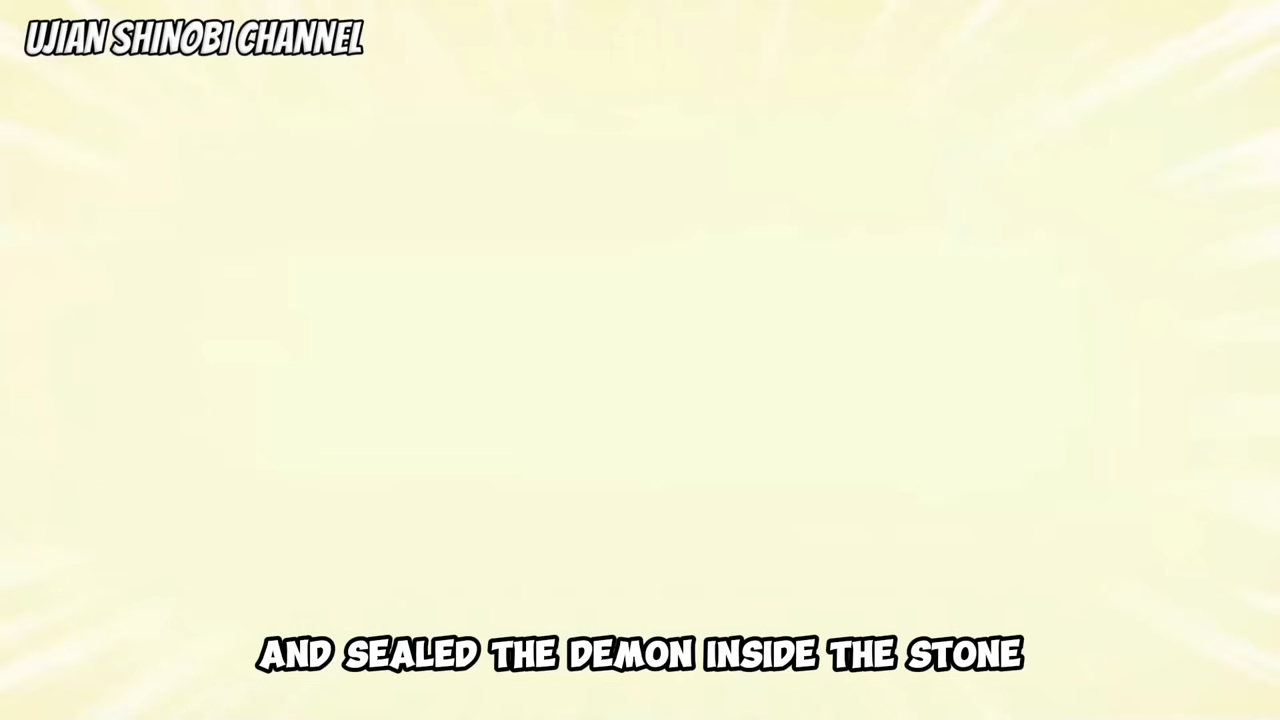 UJIAN SHINOBI CHANNEL
AND SEALED THE DEMON INSIDE THE STONE